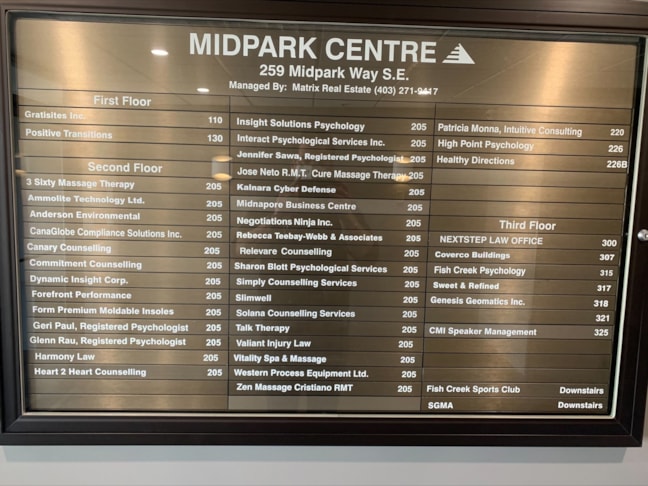 MIDPARK CENTRE
259 Midpark Way S.E.
Managed By: Matrix Real Estate (403) 271-9417
First Floor
Gratisites Inc. 110
Positive Transitions 130
Second Floor
3 Sixty Massage Therapy 205
Ammolite Technology Ltd. 205
Anderson Environmental 205
CanaGlobe Compliance Solutions Inc. 205
Canary Counselling 205
Commitment Counselling 205
Dynamic Insight Corp. 205
Forefront Performance 205
Form Premium Moldable Insoles 205
Geri Paul, Registered Psychologist 205
Glenn Rau, Registered Psychologist 205
Harmony Law 205
Heart 2 Heart Counselling 205
Insight Solutions Psychology 205
Interact Psychological Services Inc. 205
Jennifer Sawa, Registered Psychologist 205
Jose Neto R.M.T. Cure Massage Therapy 205
Kainara Cyber Defense 205
Midnapore Business Centre 205
Negotiations Ninja Inc. 205
Rebecca Teebay-Webb & Associates 205
Relevare Counselling 205
Sharon Blott Psychological Services 205
Simply Counselling Services 205
Slimwell 205
Solana Counselling Services 205
Talk Therapy 205
Valiant Injury Law 205
Vitality Spa & Massage 205
Western Process Equipment Ltd. 205
Zen Massage Cristiano RMT 205
Patricia Monna, Intuitive Consulting 220
High Point Psychology 226
Healthy Directions 226B
Third Floor
NEXTSTEP LAW OFFICE 300
Coverco Buildings 307
Fish Creek Psychology 315
Sweet & Refined 317
Genesis Geomatics Inc. 318
321
CMI Speaker Management 325
Fish Creek Sports Club Downstairs
SGMA Downstairs